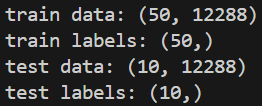 train data: (50, 12288)
train labels: (50,)
test data: (10, 12288)
test labels: (10,)